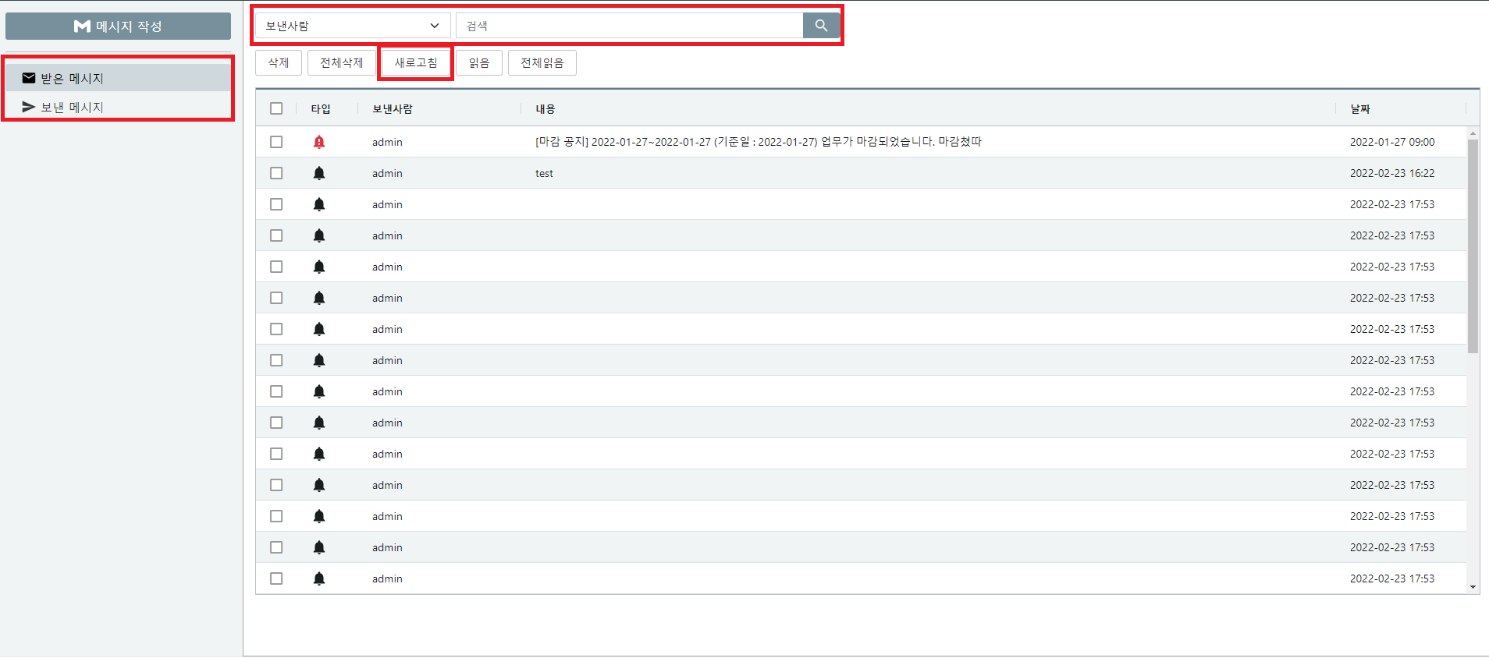 메시지 작성
받은 메시지
보낸 메시지
보낸사람 검색
삭제 전체삭제 새로고침 읽음 전체읽음
타입 보낸사람 내용 날짜
admin [마감 공지] 2022-01-27~2022-01-27 (기준일 : 2022-01-27) 업무가 마감되었습니다. 마감쳤따 2022-01-27 09:00
admin test 2022-02-23 16:22
admin 2022-02-23 17:53
admin 2022-02-23 17:53
admin 2022-02-23 17:53
admin 2022-02-23 17:53
admin 2022-02-23 17:53
admin 2022-02-23 17:53
admin 2022-02-23 17:53
admin 2022-02-23 17:53
admin 2022-02-23 17:53
admin 2022-02-23 17:53
admin 2022-02-23 17:53
admin 2022-02-23 17:53
admin 2022-02-23 17:53